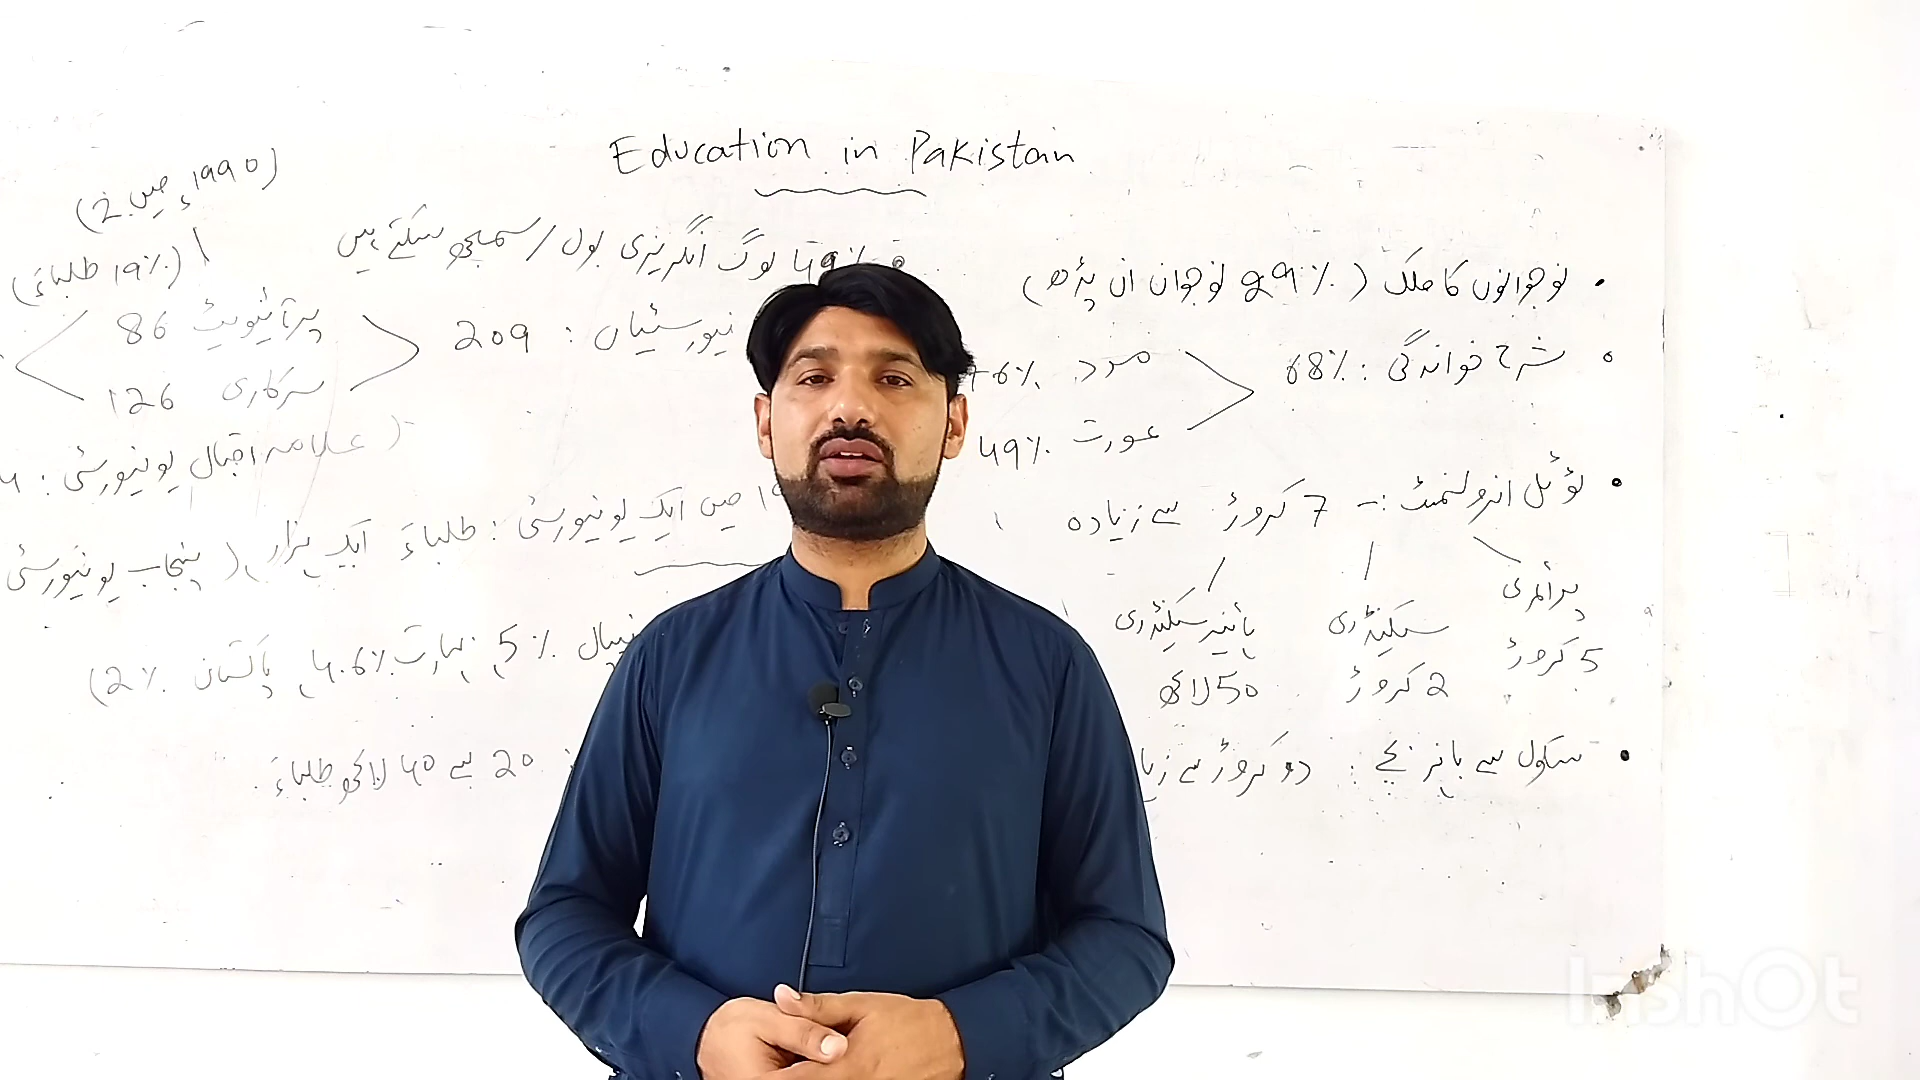 Education in Pakistan
نوجوانوں کا ملک ( 29% نوجوان ان پڑھ)
شرح خواندگی : 68%
مرد 76%
عورت 49%
ٹوٹل انرولنمنٹ :- 7 کروڑ سے زیادہ
پرائمری
5 کروڑ
سیکنڈری
2 کروڑ
ہائیر سیکنڈری
50 لاکھ
سکول سے باہر بچے : دو کروڑ سے
49% لوگ انگریزی بول / سمجھ سکتے ہیں
209
پرائیویٹ 86
سرکاری 126
(19% طلباء)
(1990ء میں 2)
( علامہ اقبال یونیورسٹی :
میں ایک یونیورسٹی : طلباء ایک ہزار ( پنجاب یونیورسٹی
نیپال 5% ، بھارت 4.6% ، پاکستان 2%)
20 سے 40 لاکھ طلباء
InShOt